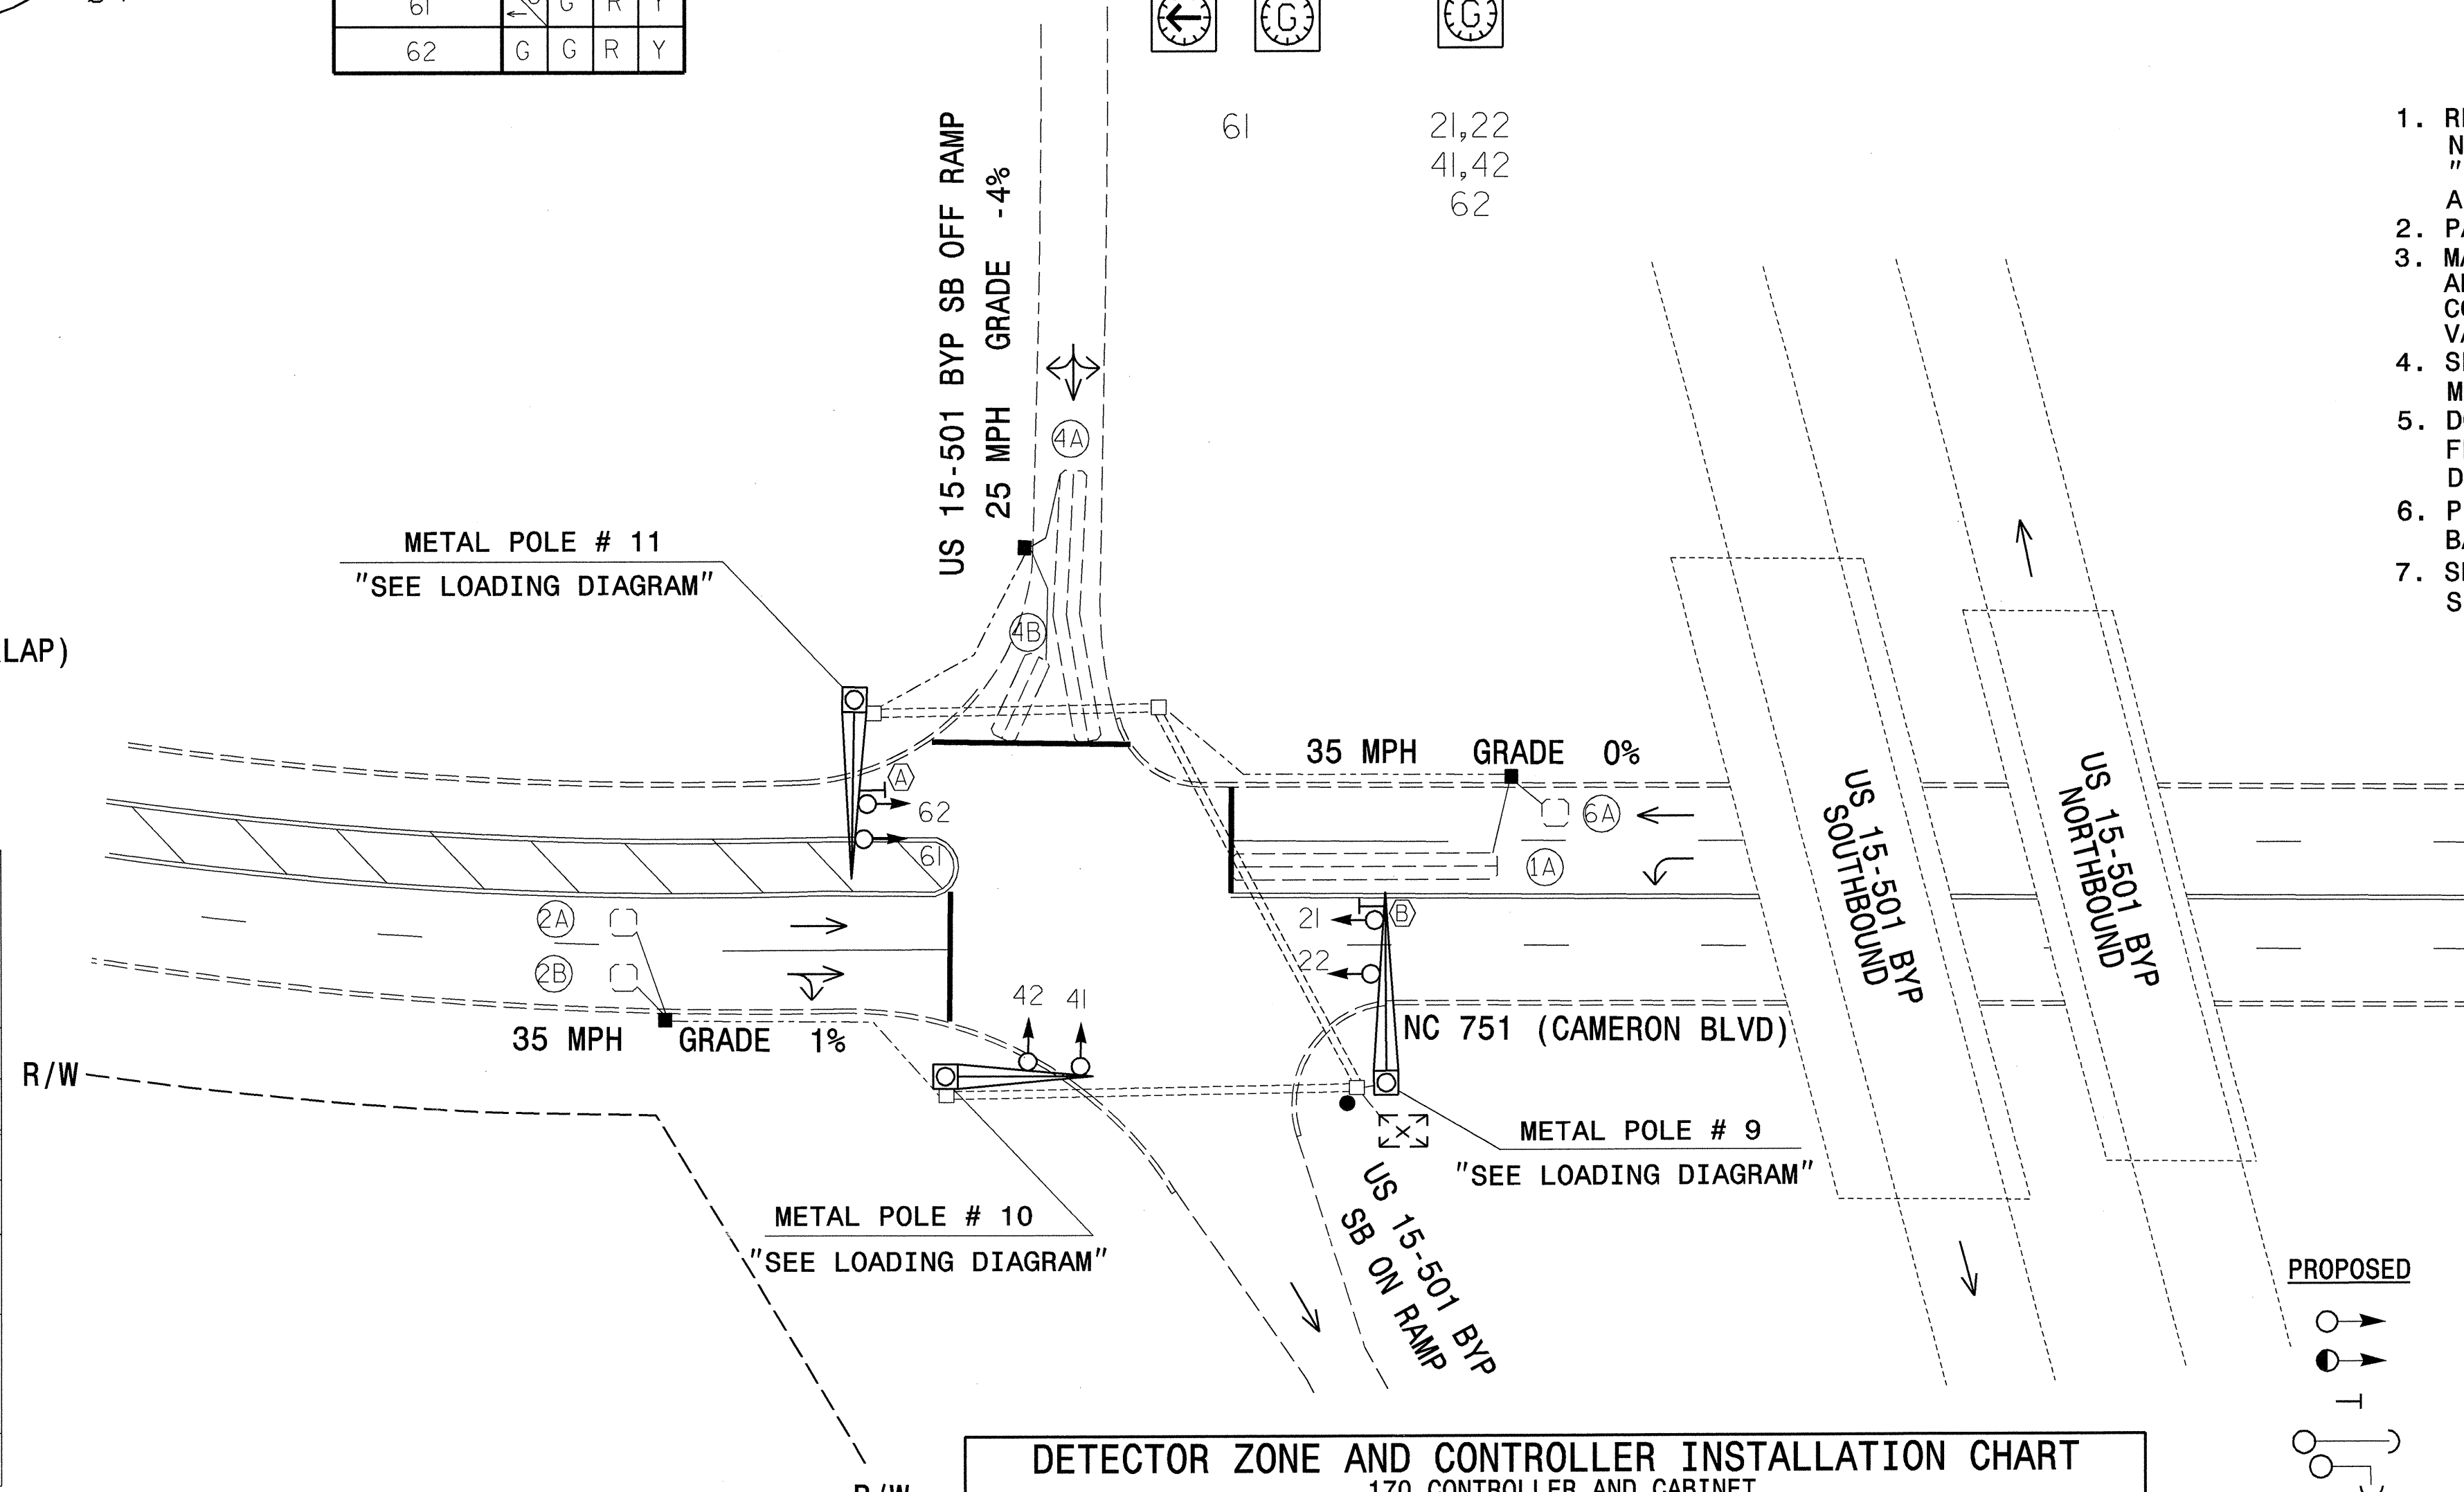 61 G R Y
62 G G R Y
G G
61
21,22
41,42
62
US 15-501 BYP SB OFF RAMP
25 MPH GRADE -4%
1.
2.
3.
4.
5.
6.
7.
4A
METAL POLE # 11
"SEE LOADING DIAGRAM"
4B
A
62
61
35 MPH GRADE 0%
6A
1A
US 15-501 BYP
SOUTHBOUND
US 15-501 BYP
NORTHBOUND
2A
2B
21
B
22
42 41
35 MPH GRADE 1%
NC 751 (CAMERON BLVD)
R/W
METAL POLE # 9
"SEE LOADING DIAGRAM"
METAL POLE # 10
"SEE LOADING DIAGRAM"
US 15-501 BYP
SB ON RAMP
PROPOSED
DETECTOR ZONE AND CONTROLLER INSTALLATION CHART
170 CONTROLLER AND CABINET
R/W